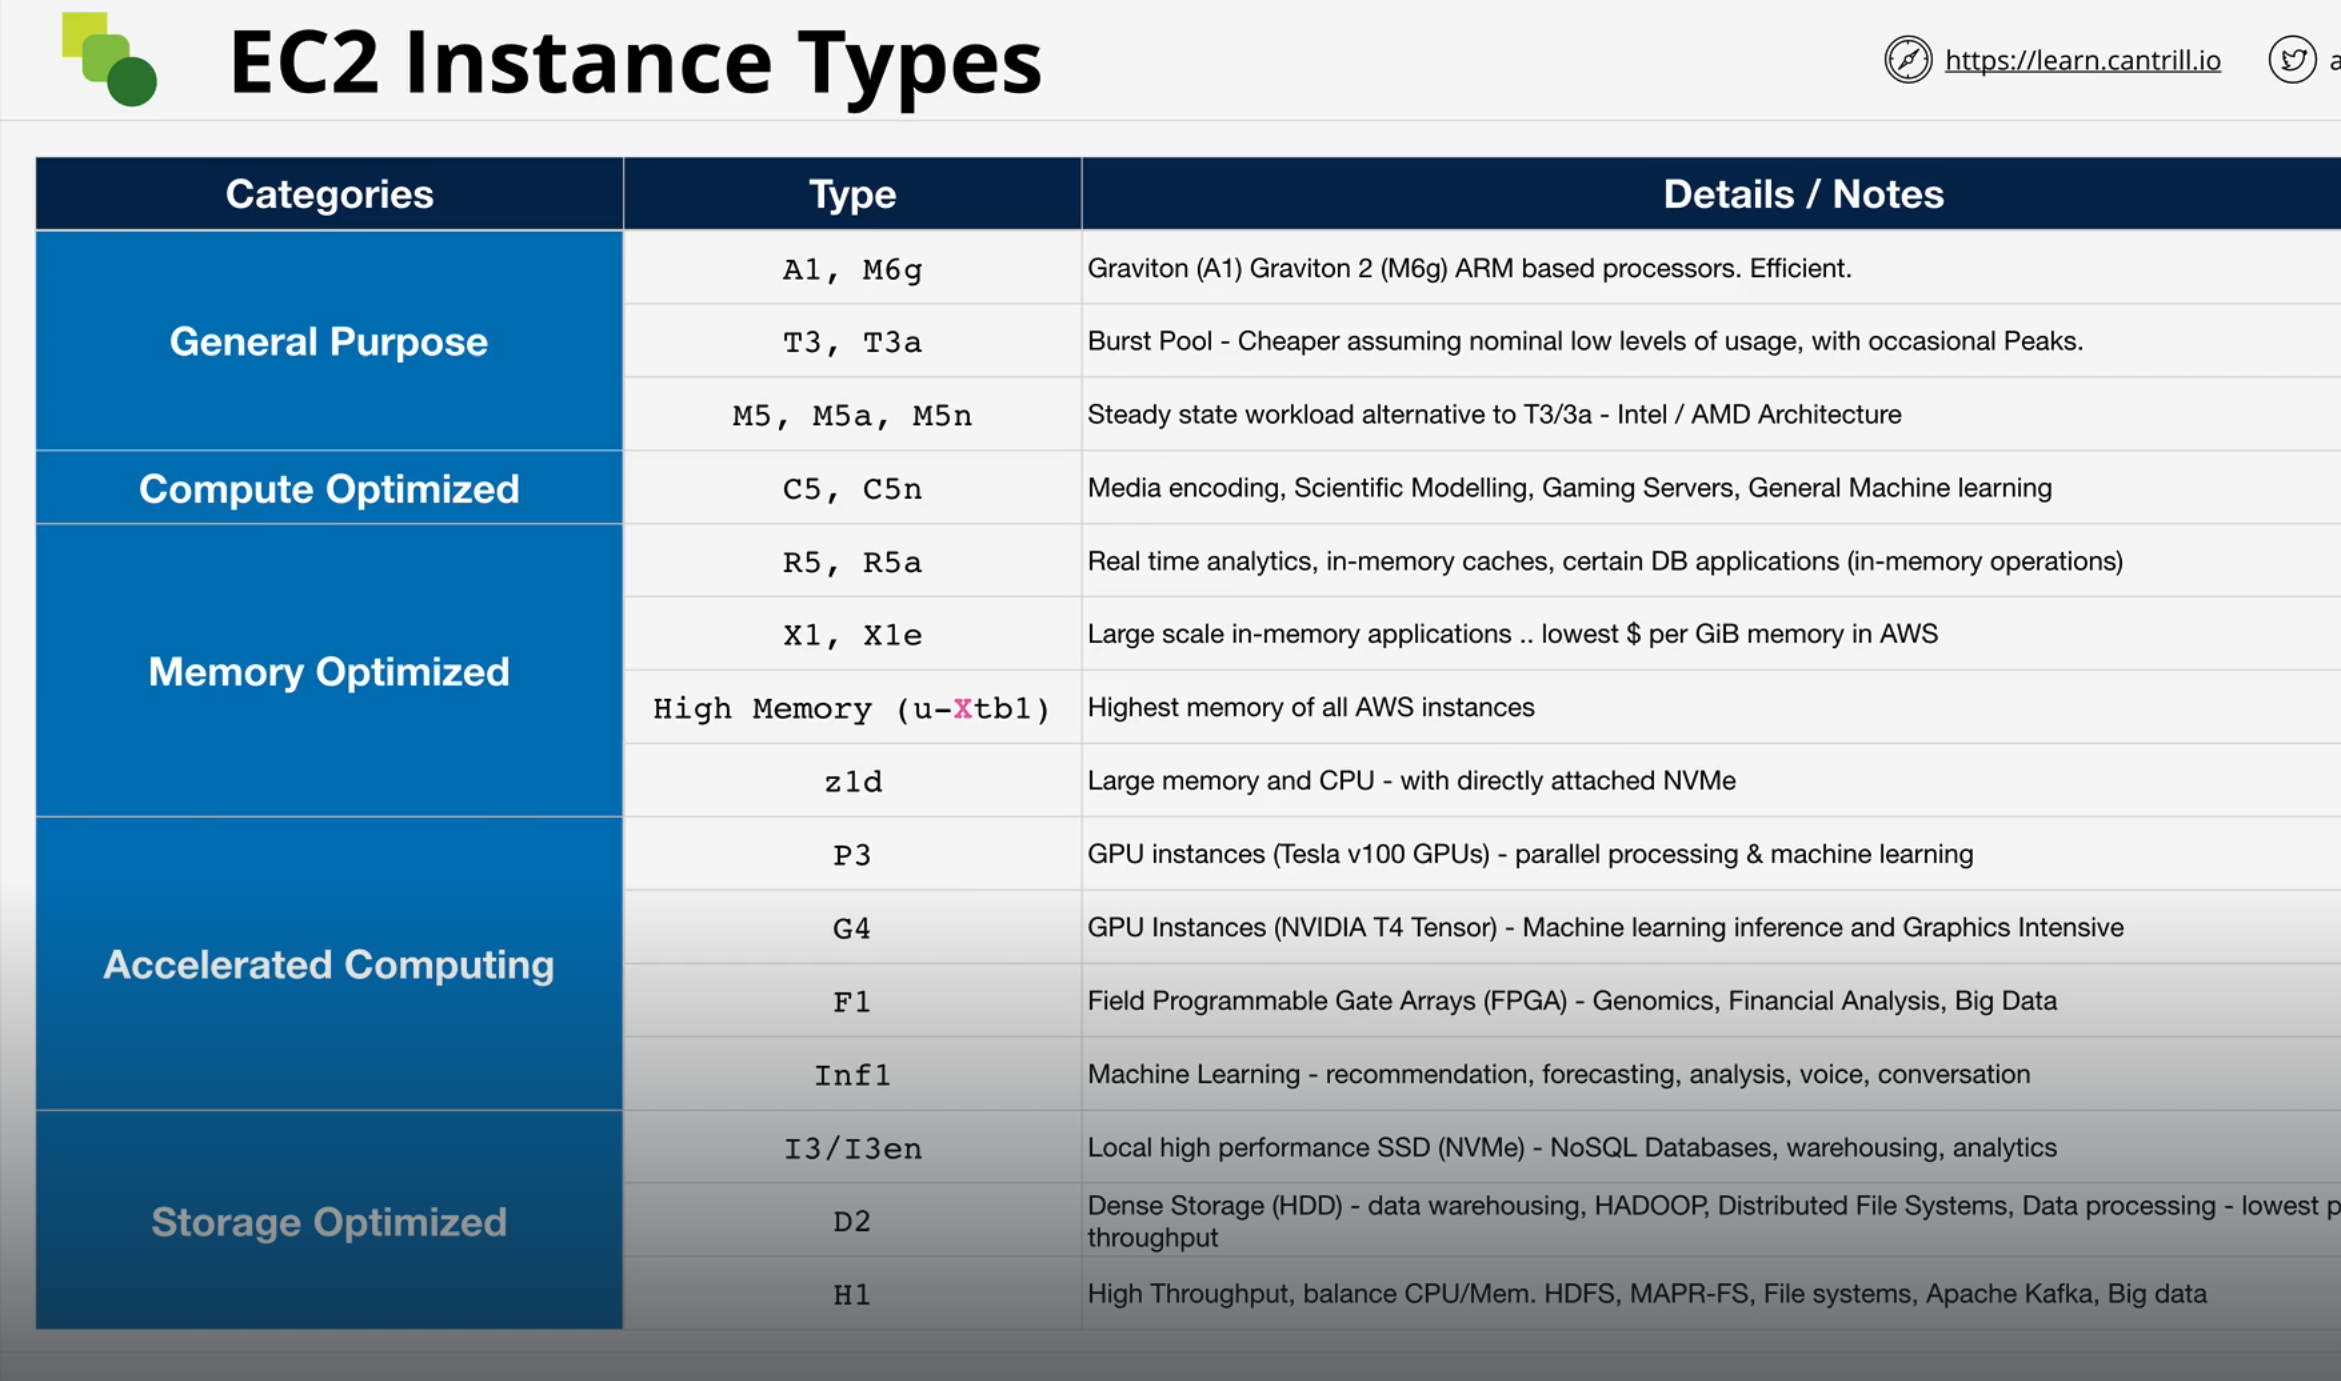 EC2 Instance Types
https://learn.cantrill.io
Categories
Type
Details / Notes
General Purpose
A1, M6g
Graviton (A1) Graviton 2 (M6g) ARM based processors. Efficient.
T3, T3a
Burst Pool - Cheaper assuming nominal low levels of usage, with occasional Peaks.
M5, M5a, M5n
Steady state workload alternative to T3/3a - Intel / AMD Architecture
Compute Optimized
C5, C5n
Media encoding, Scientific Modelling, Gaming Servers, General Machine learning
Memory Optimized
R5, R5a
Real time analytics, in-memory caches, certain DB applications (in-memory operations)
X1, X1e
Large scale in-memory applications .. lowest $ per GiB memory in AWS
High Memory (u-Xtb1)
Highest memory of all AWS instances
z1d
Large memory and CPU - with directly attached NVMe
Accelerated Computing
P3
GPU instances (Tesla v100 GPUs) - parallel processing & machine learning
G4
GPU Instances (NVIDIA T4 Tensor) - Machine learning inference and Graphics Intensive
F1
Field Programmable Gate Arrays (FPGA) - Genomics, Financial Analysis, Big Data
Inf1
Machine Learning - recommendation, forecasting, analysis, voice, conversation
Storage Optimized
I3/I3en
Local high performance SSD (NVMe) - NoSQL Databases, warehousing, analytics
D2
Dense Storage (HDD) - data warehousing, HADOOP, Distributed File Systems, Data processing - lowest
throughput
H1
High Throughput, balance CPU/Mem. HDFS, MAPR-FS, File systems, Apache Kafka, Big data